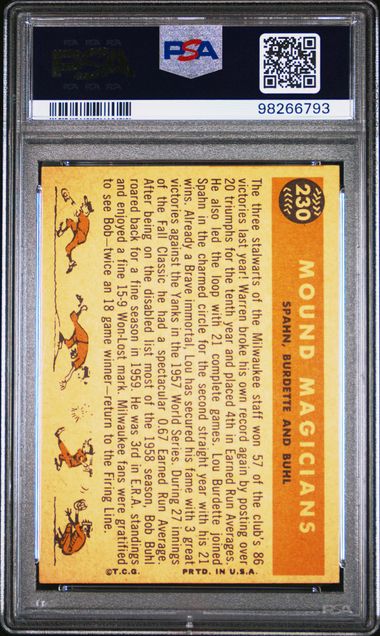 PSA
PSA
98266793
230
MOUND MAGICIANS
SPAHN, BURDETTE AND BUHL
The three stalwarts of the Milwaukee staff won 57 of the club's 86
victories last year! Warren broke his own record again by posting over
20 triumphs for the tenth year and placed 4th in Earned Run Averages.
He also led the loop with 21 complete games. Lou Burdette joined
Spahn in the charmed circle for the second straight year with his 21
wins. Already a Brave immortal, Lou has secured his fame with 3 great
victories against the Yanks in the 1957 World Series. During 27 innings
of the Fall Classic he had a spectacular 0.67 Earned Run Average.
After being on the disabled list most of the 1958 season, Bob Buhl
roared back for a fine season in 1959. He was 3rd in E.R.A. standings
and enjoyed a fine 15-9 Won-Lost mark. Milwaukee fans were gratified
to see Bob—twice an 18 game winner—return to the Firing Line.
©T.C.G. PRTD. IN U.S.A.
PSA